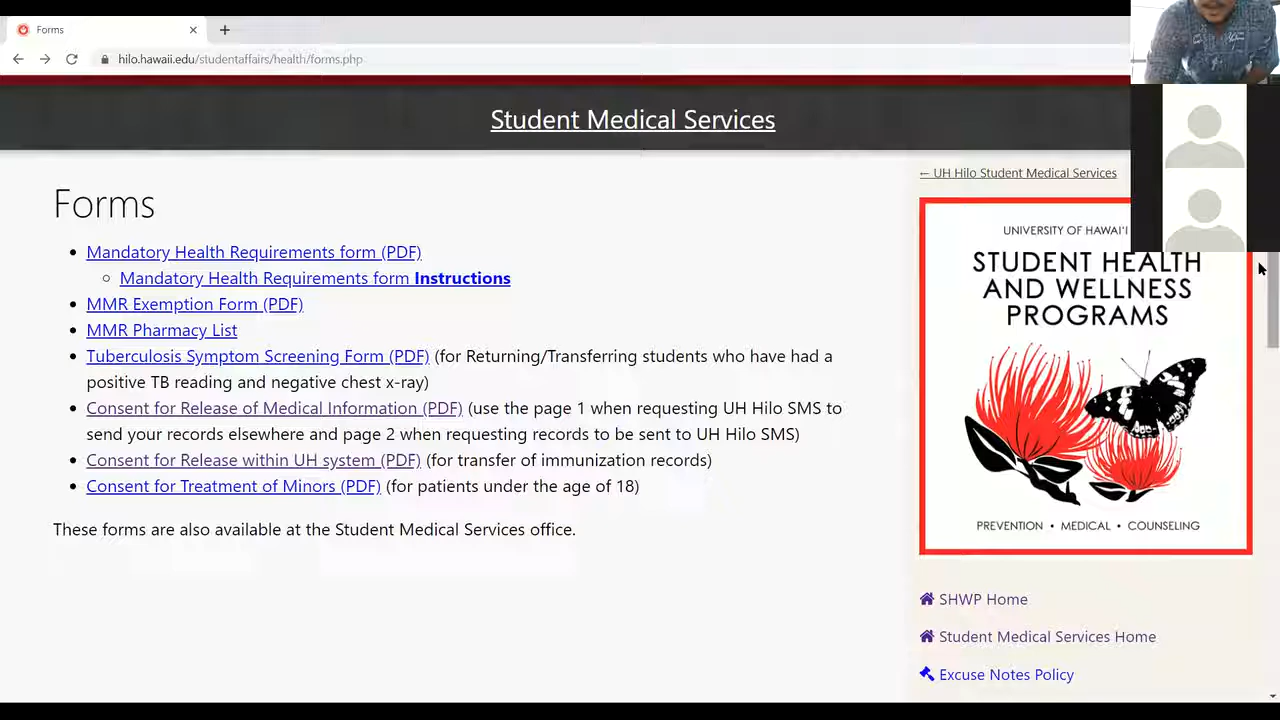 Forms
hilo.hawaii.edu/studentaffairs/health/forms.php
Student Medical Services
← UH Hilo Student Medical Services
Forms
Mandatory Health Requirements form (PDF)
Mandatory Health Requirements form Instructions
MMR Exemption Form (PDF)
MMR Pharmacy List
Tuberculosis Symptom Screening Form (PDF) (for Returning/Transferring students who have had a
positive TB reading and negative chest x-ray)
Consent for Release of Medical Information (PDF) (use the page 1 when requesting UH Hilo SMS to
send your records elsewhere and page 2 when requesting records to be sent to UH Hilo SMS)
Consent for Release within UH system (PDF) (for transfer of immunization records)
Consent for Treatment of Minors (PDF) (for patients under the age of 18)
These forms are also available at the Student Medical Services office.
UNIVERSITY OF HAWAI'I
STUDENT HEALTH
AND WELLNESS
PROGRAMS
PREVENTION • MEDICAL • COUNSELING
SHWP Home
Student Medical Services Home
Excuse Notes Policy